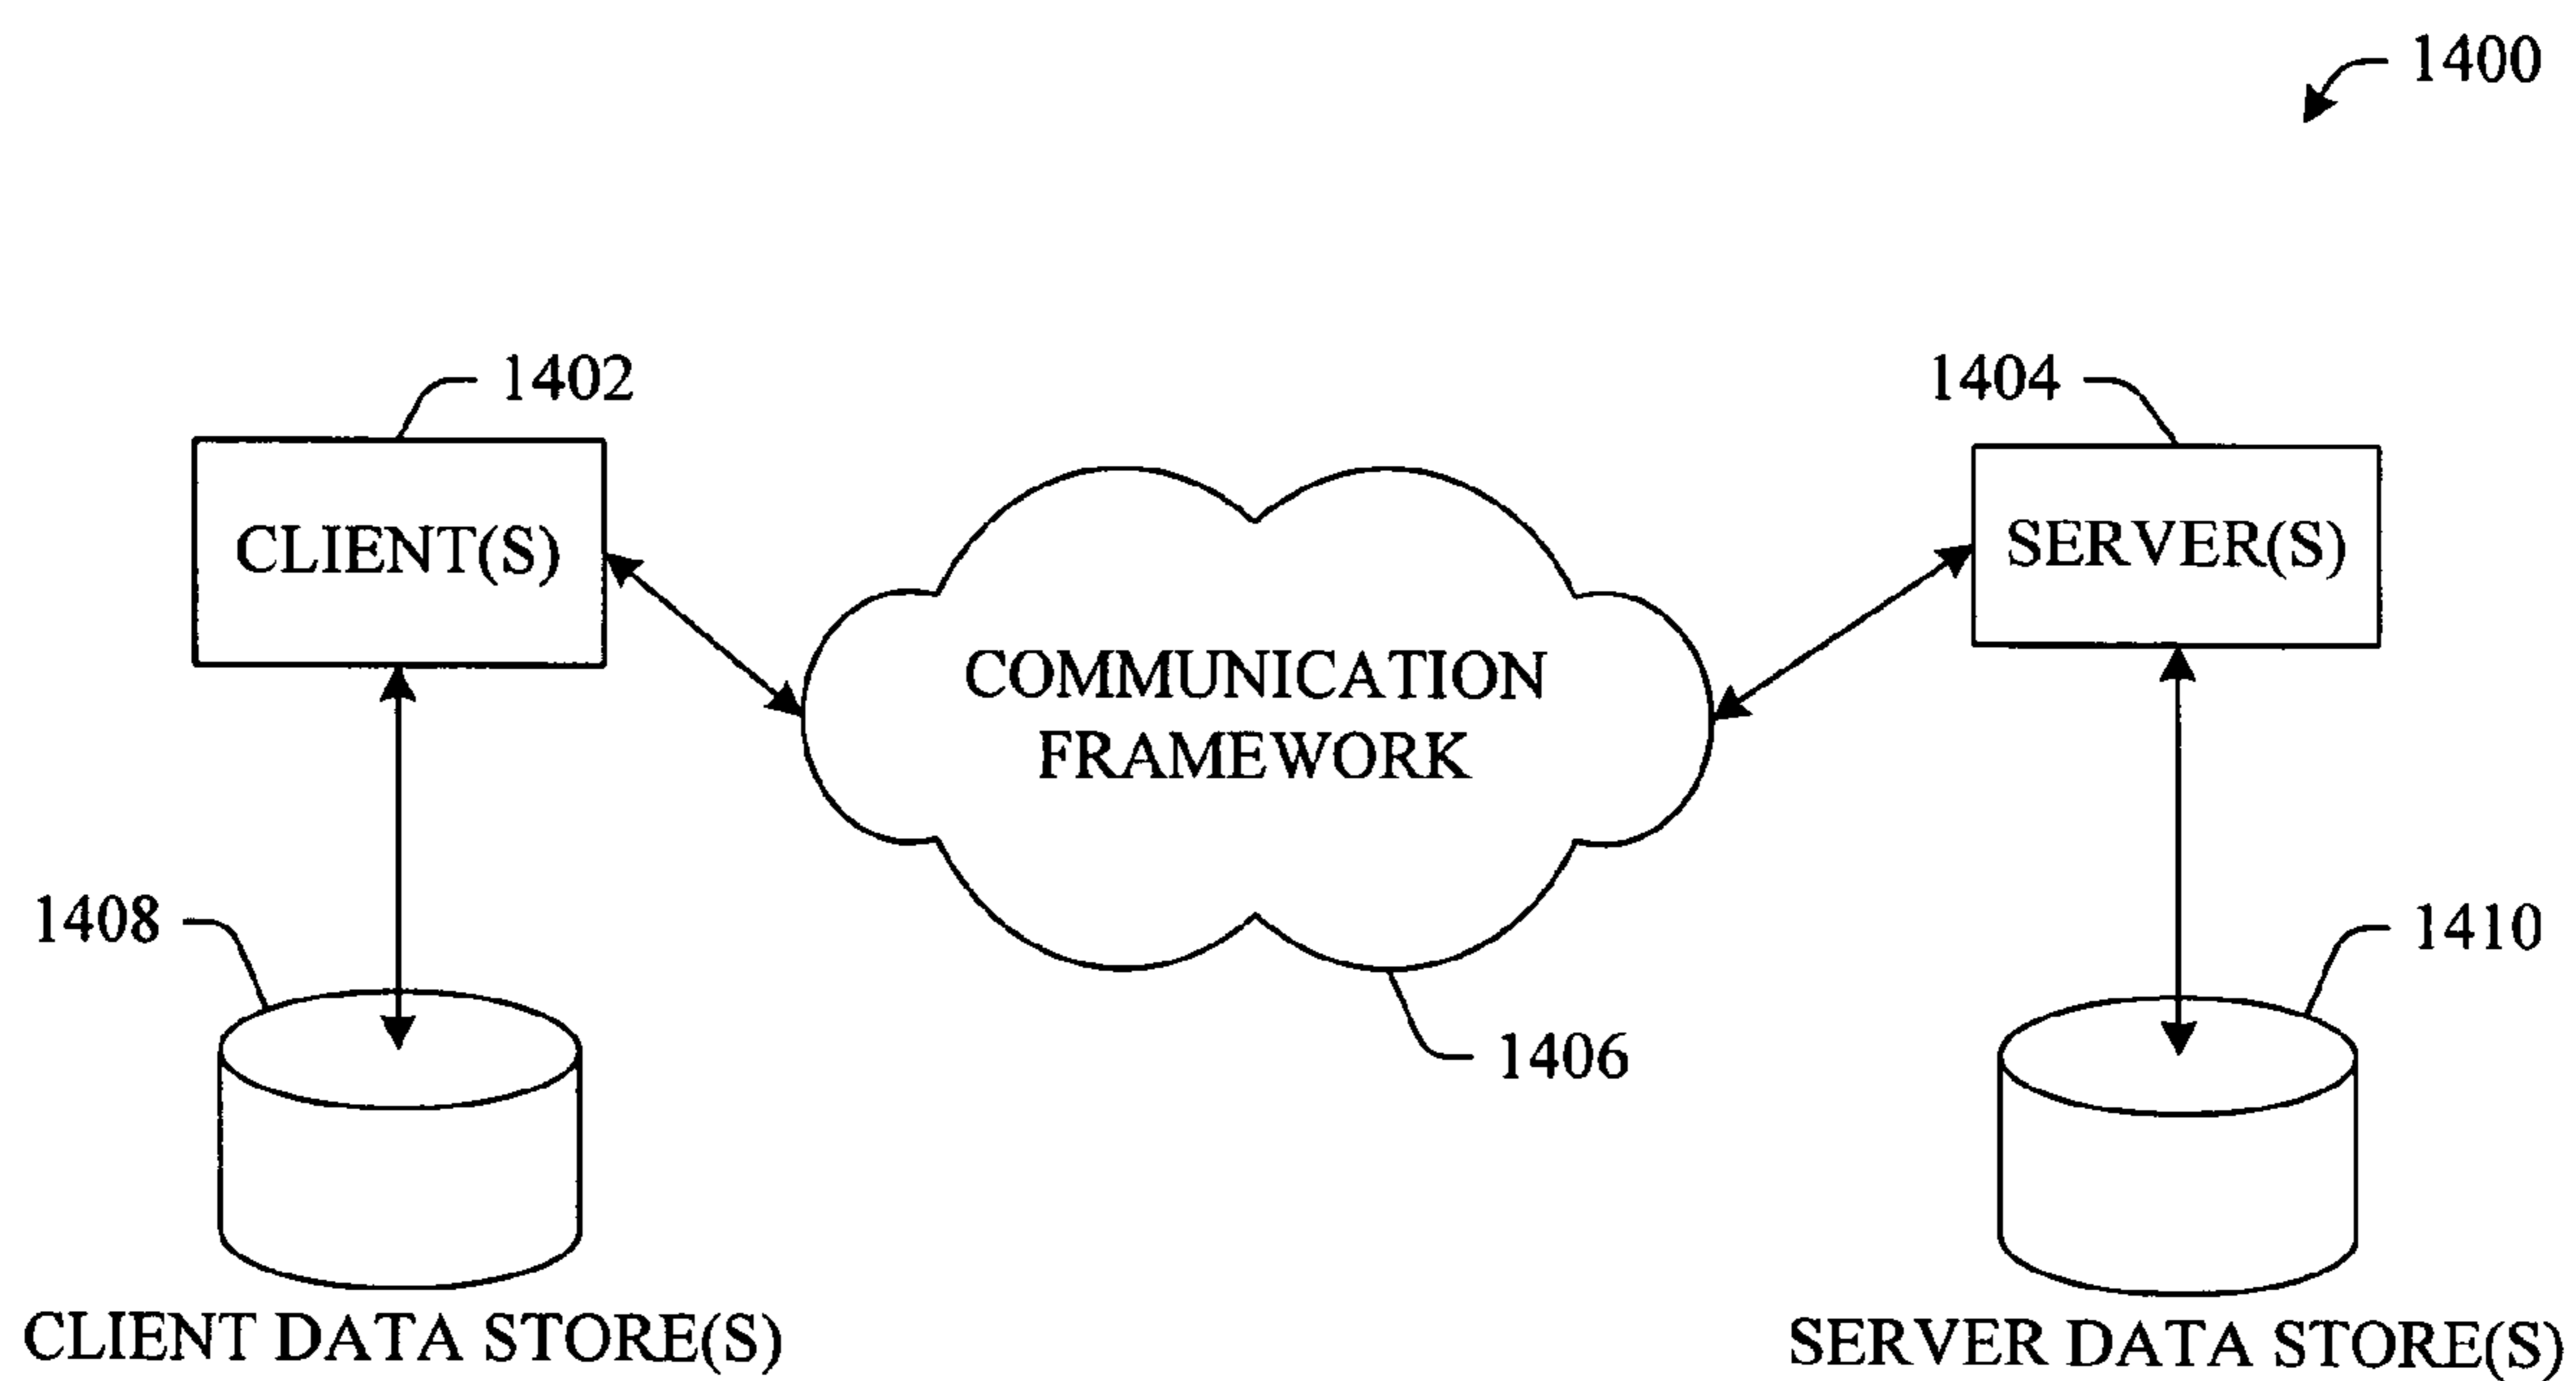 1400
1402
1404
CLIENT(S)
SERVER(S)
COMMUNICATION
FRAMEWORK
1408
1410
1406
CLIENT DATA STORE(S)
SERVER DATA STORE(S)